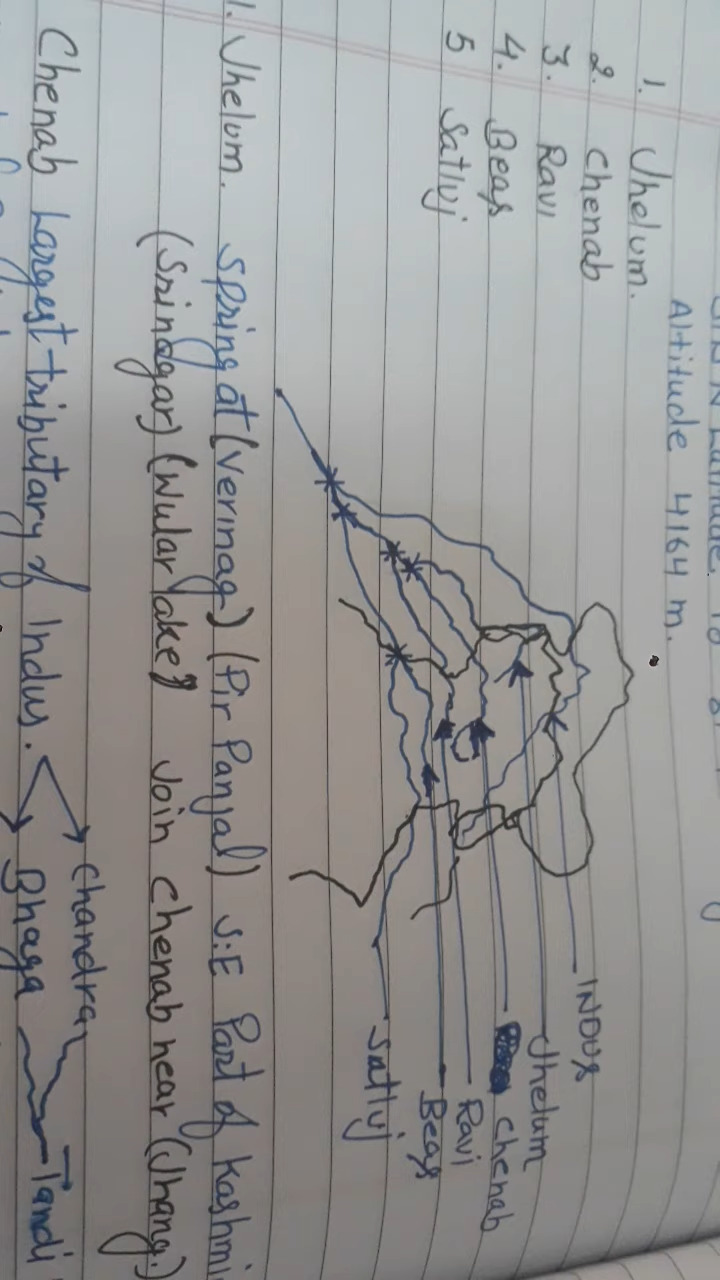 Altitude 4164 m.
1. Jhelum.
2. Chenab
3. Ravi
4. Beas
5 Satluj
INDUS
Jhelum
Chenab
Ravi
Beas
Satluj
1. Jhelum. Spring at (Verinag) (Pir Panjal) S.E Part of Kashmi
(Srinagar) (Wular lake) Join Chenab near (Jhang.)
Chenab Largest tributary of Indus. Chandra
Bhaga Tandi